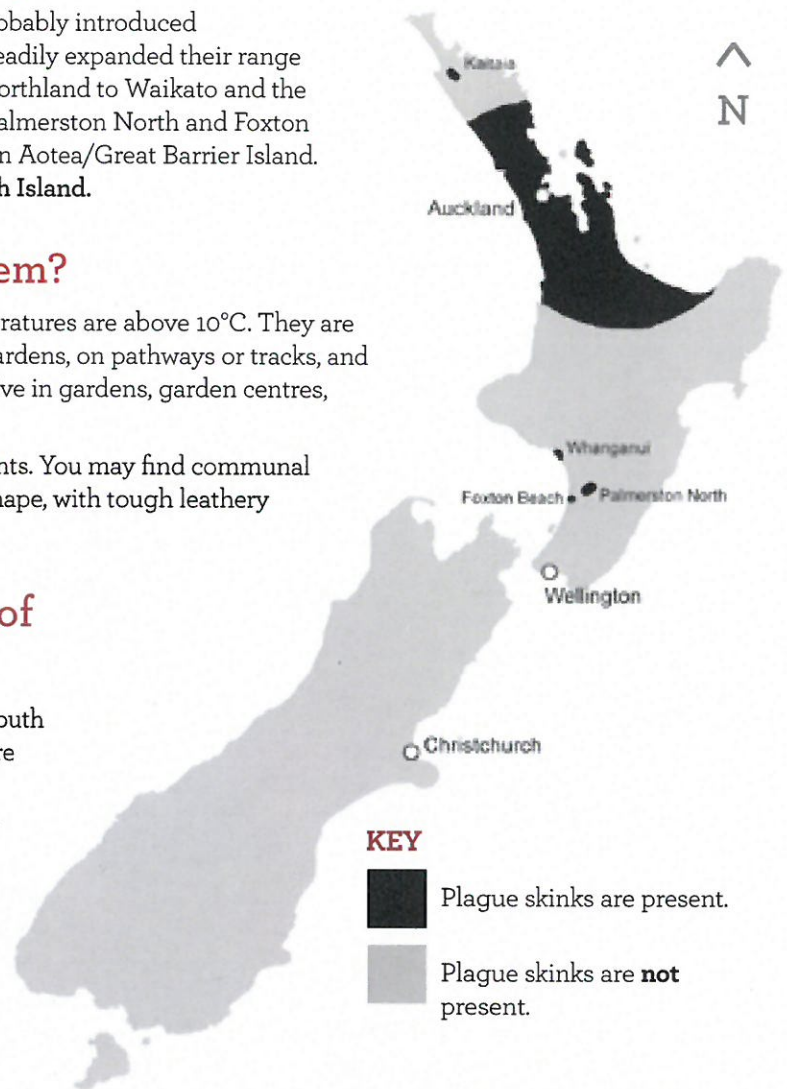 obably introduced
eadily expanded their range
orthland to Waikato and the
almerston North and Foxton
n Aotea/Great Barrier Island.
h Island.
em?
ratures are above 10°C. They are
ardens, on pathways or tracks, and
ve in gardens, garden centres,
nts. You may find communal
hape, with tough leathery
of
outh
re
Kaitaia
N
Auckland
Whanganui
Foxton Beach
Palmerston North
Wellington
Christchurch
KEY
Plague skinks are present.
Plague skinks are not
present.